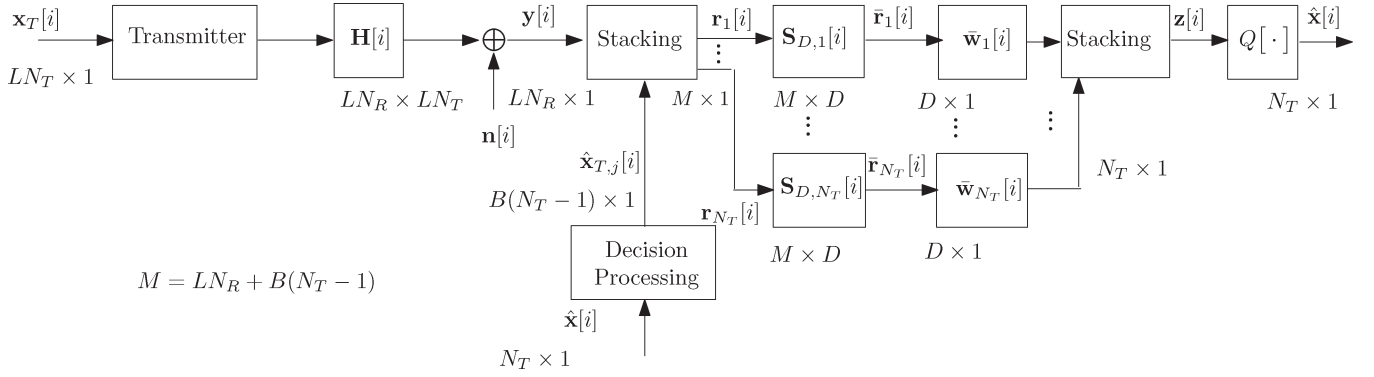 𝐱_T[i]
LN_T × 1
Transmitter
𝐇[i]
LN_R × LN_T
𝐧[i]
𝐲[i]
LN_R × 1
Stacking
𝐫_1[i]
⋮
M × 1
𝐒_{D,1}[i]
M × D
⋮
𝐫̄_1[i]
𝐰̄_1[i]
D × 1
⋮
Stacking
⋮
𝐳[i]
Q[ · ]
𝐱̂[i]
N_T × 1
𝐱̂_{T,j}[i]
B(N_T − 1) × 1
𝐫_{N_T}[i]
𝐒_{D,N_T}[i]
M × D
𝐫̄_{N_T}[i]
𝐰̄_{N_T}[i]
D × 1
N_T × 1
Decision
Processing
M = LN_R + B(N_T − 1)
𝐱̂[i]
N_T × 1